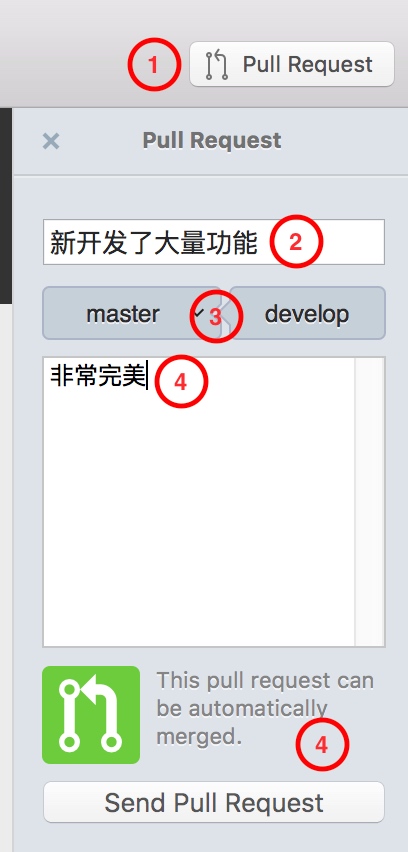 1 Pull Request
× Pull Request
新开发了大量功能 2
master 3 develop
非常完美 4
This pull request can
be automatically
merged. 4
Send Pull Request